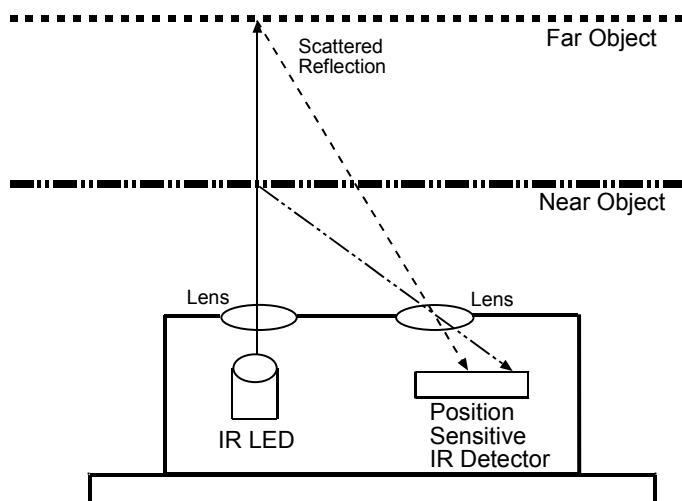 Far Object
Scattered
Reflection
Near Object
Lens
Lens
IR LED
Position
Sensitive
IR Detector